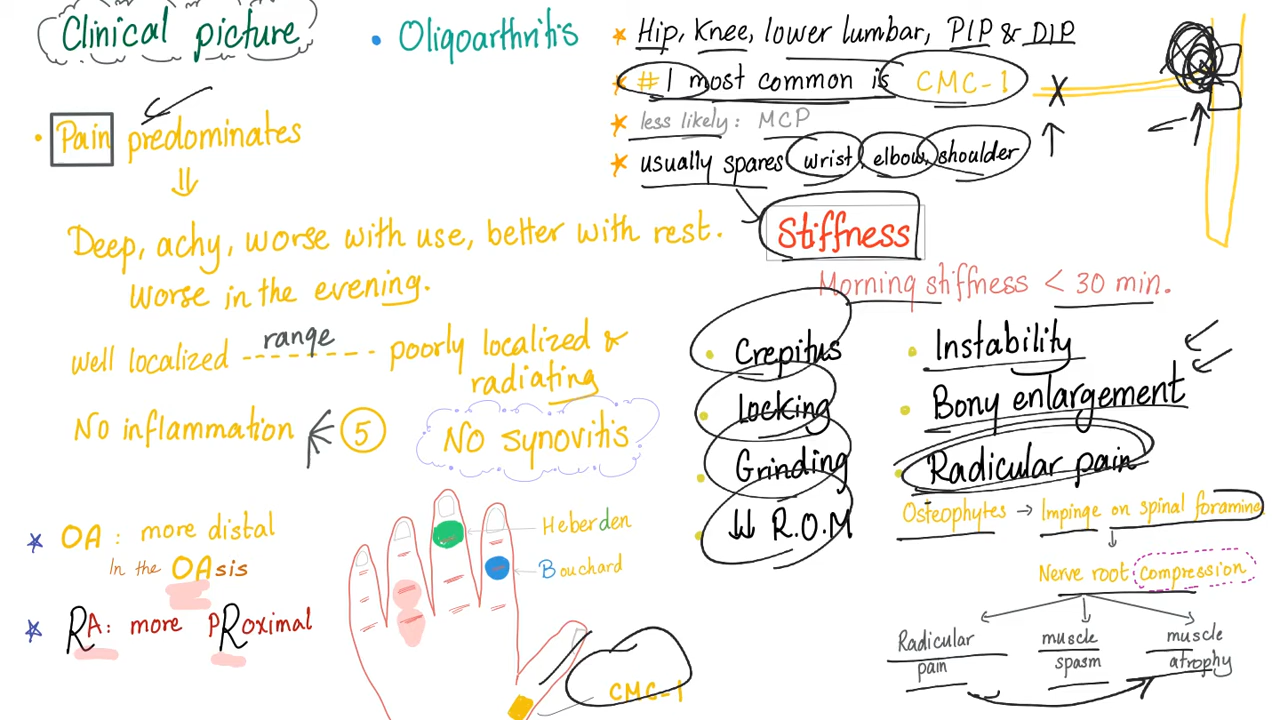 Clinical picture
• Oligoarthritis
★ Hip, Knee, lower lumbar, PIP & DIP
★ #1 most common is CMC-1
★ less likely: MCP
★ usually spares wrist, elbow, shoulder
• Pain predominates
⇓
Deep, achy, worse with use, better with rest.
Worse in the evening.
well localized ------- poorly localized &
range
radiating
No inflammation
5
No synovitis
Stiffness
Morning stiffness < 30 min.
• Crepitus
• Locking
• Grinding
• ↓↓ R.O.M
• Instability
• Bony enlargement
• Radicular pain
Osteophytes → Impinge on spinal foramina
Nerve root compression
Radicular pain
muscle spasm
muscle atrophy
☆ OA: more distal
In the OAsis
☆ RA: more pRoximal
Heberden
Bouchard
CMC-1
X